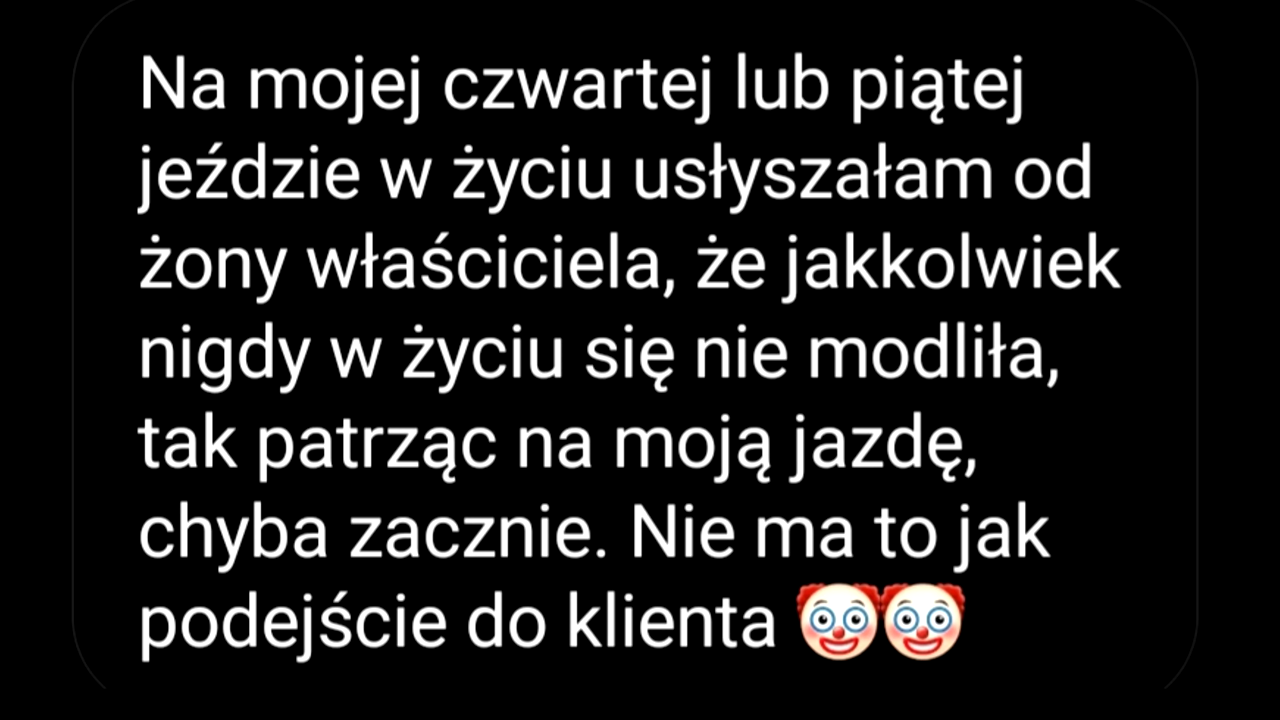 Na mojej czwartej lub piątej
jeździe w życiu usłyszałam od
żony właściciela, że jakkolwiek
nigdy w życiu się nie modliła,
tak patrząc na moją jazdę,
chyba zacznie. Nie ma to jak
podejście do klienta 🤡🤡